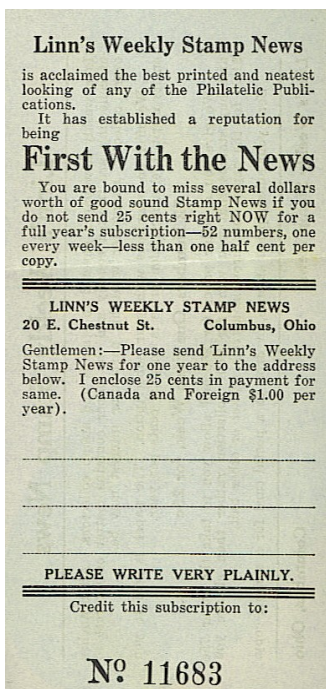 Linn's Weekly Stamp News
is acclaimed the best printed and neatest
looking of any of the Philatelic Publi-
cations.
It has established a reputation for
being
First With the News
You are bound to miss several dollars
worth of good sound Stamp News if you
do not send 25 cents right NOW for a
full year's subscription—52 numbers, one
every week—less than one half cent per
copy.
LINN'S WEEKLY STAMP NEWS
20 E. Chestnut St. Columbus, Ohio
Gentlemen:—Please send Linn's Weekly
Stamp News for one year to the address
below. I enclose 25 cents in payment for
same. (Canada and Foreign $1.00 per
year).
PLEASE WRITE VERY PLAINLY.
Credit this subscription to:
No. 11683